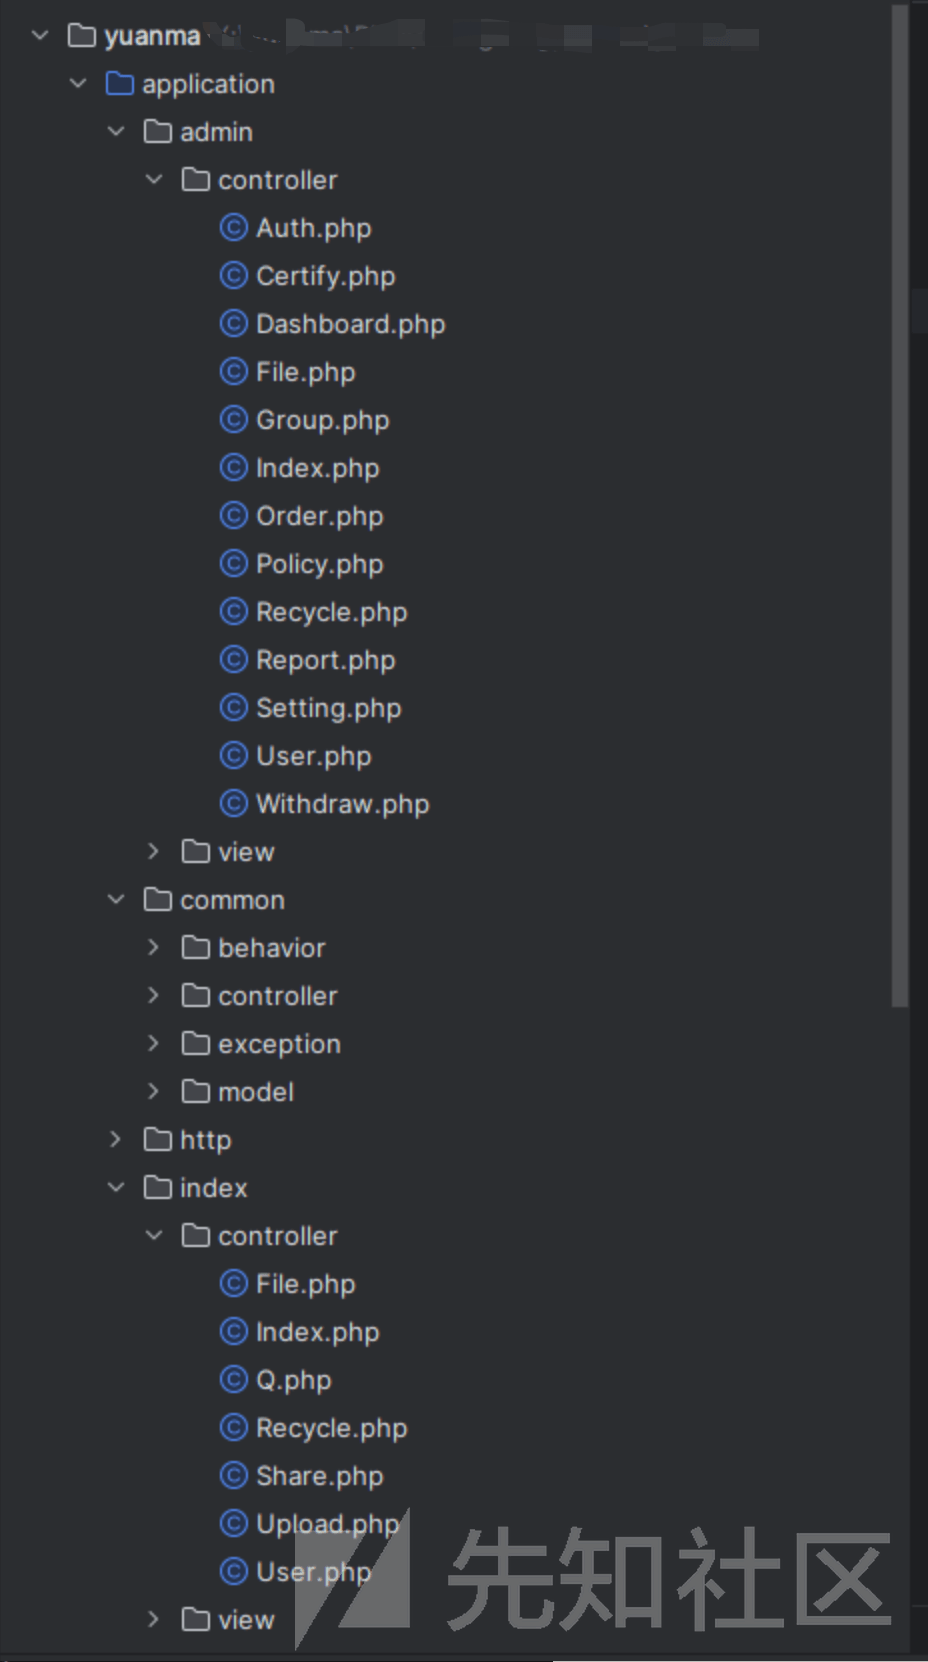 yuanma
application
admin
controller
Auth.php
Certify.php
Dashboard.php
File.php
Group.php
Index.php
Order.php
Policy.php
Recycle.php
Report.php
Setting.php
User.php
Withdraw.php
view
common
behavior
controller
exception
model
http
index
controller
File.php
Index.php
Q.php
Recycle.php
Share.php
Upload.php
User.php
view
先知社区